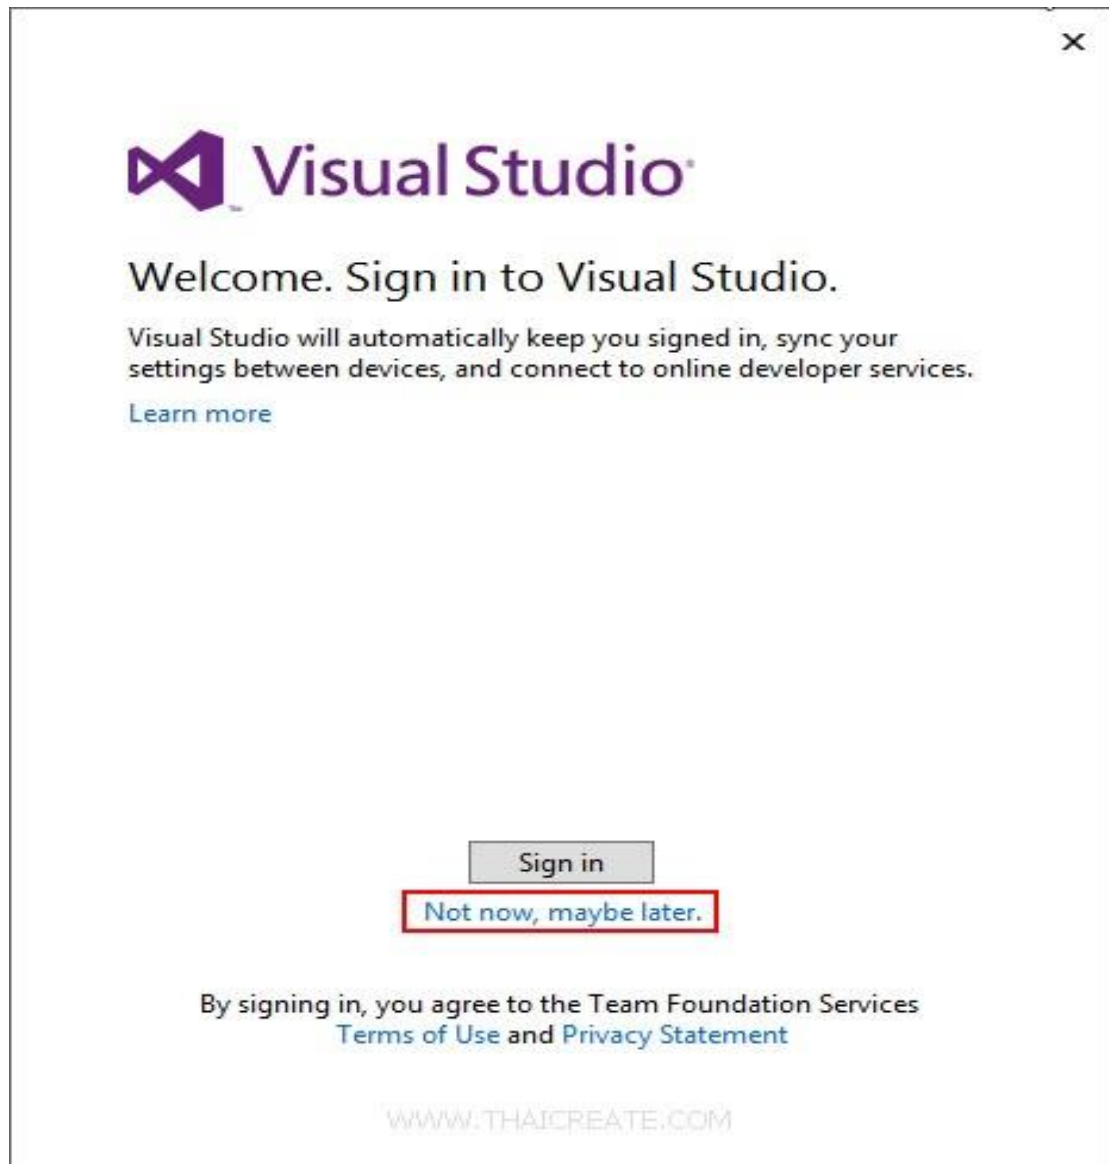 Visual Studio
Welcome. Sign in to Visual Studio.
Visual Studio will automatically keep you signed in, sync your
settings between devices, and connect to online developer services.
Learn more
Sign in
Not now, maybe later.
By signing in, you agree to the Team Foundation Services
Terms of Use and Privacy Statement
WWW.THAICREATE.COM